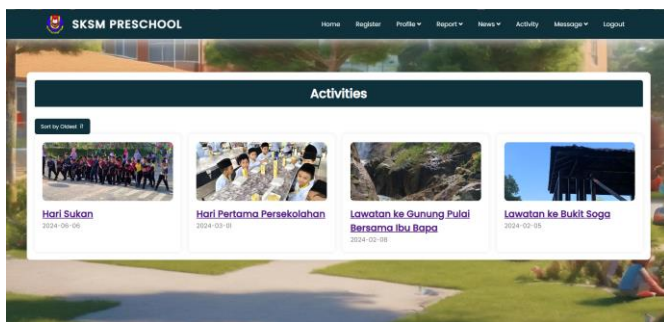 SKSM PRESCHOOL
Home Register Profile Report News Activity Message Logout
Activities
Sort by Oldest
Hari Sukan
2024-06-06
Hari Pertama Persekolahan
2024-03-01
Lawatan ke Gunung Pulai
Bersama Ibu Bapa
2024-02-08
Lawatan ke Bukit Soga
2024-02-05